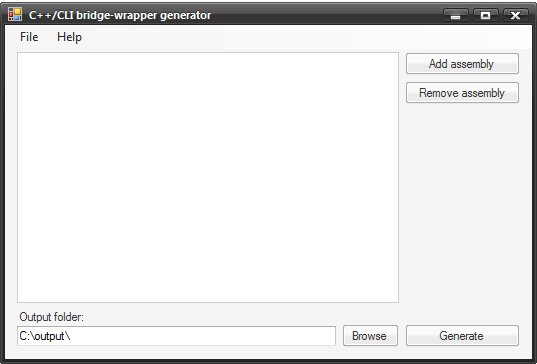 C++/CLI bridge-wrapper generator
File Help
Add assembly
Remove assembly
Output folder:
C:\output\ Browse Generate